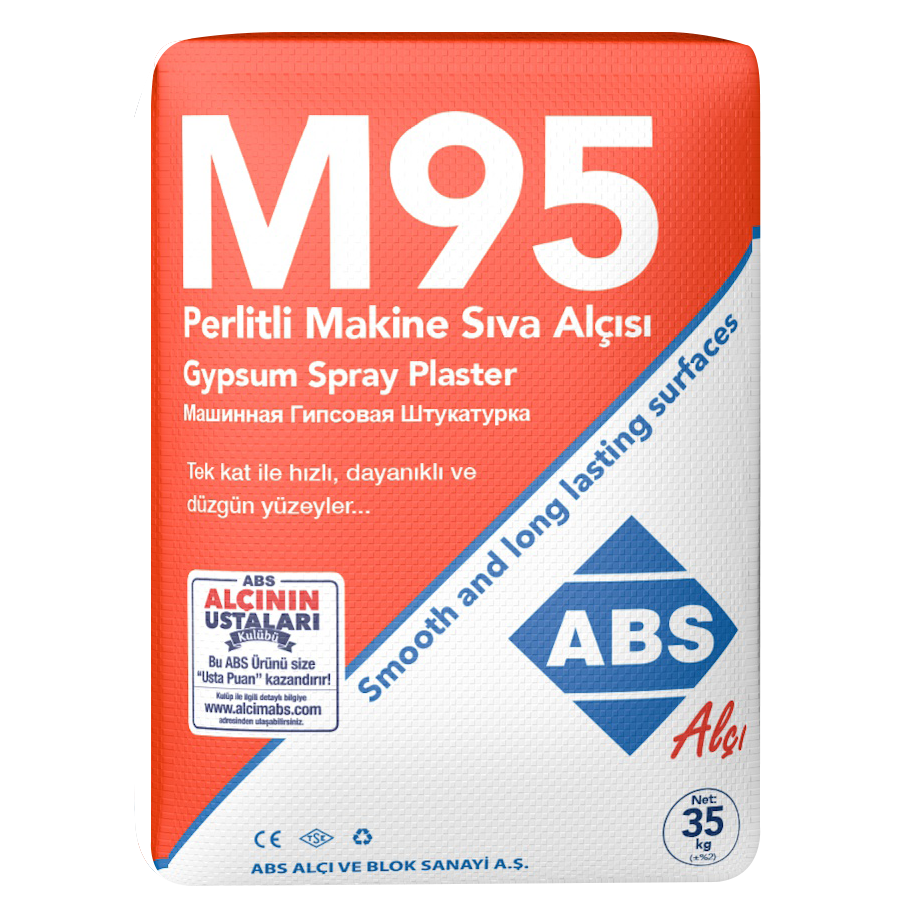 M95
Perlitli Makine Sıva Alçısı
Gypsum Spray Plaster
Машинная Гипсовая Штукатурка
Tek kat ile hızlı, dayanıklı ve
düzgün yüzeyler...
Smooth and long lasting surfaces
ABS
ALÇININ
USTALARI
Kulübü
Bu ABS Ürünü size
"Usta Puan" kazandırır!
Kulüp ile ilgili detaylı bilgiye
www.alcimabs.com
adresinden ulaşabilirsiniz.
ABS
Alçı
Net:
35
kg
(±%2)
CE TSE
ABS ALÇI VE BLOK SANAYİ A.Ş.